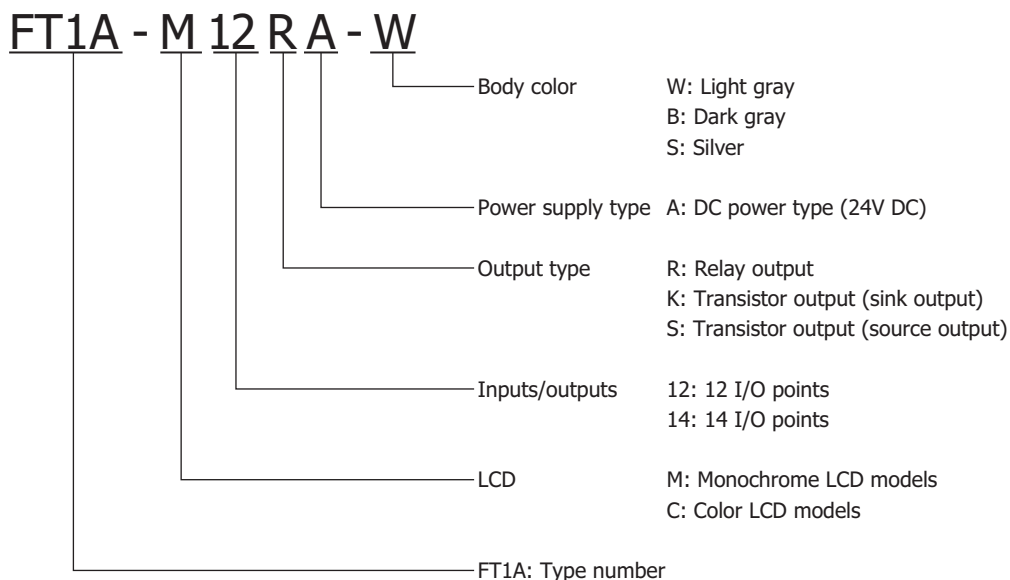 FT1A - M 12 R A - W
Body color W: Light gray
B: Dark gray
S: Silver
Power supply type A: DC power type (24V DC)
Output type R: Relay output
K: Transistor output (sink output)
S: Transistor output (source output)
Inputs/outputs 12: 12 I/O points
14: 14 I/O points
LCD M: Monochrome LCD models
C: Color LCD models
FT1A: Type number